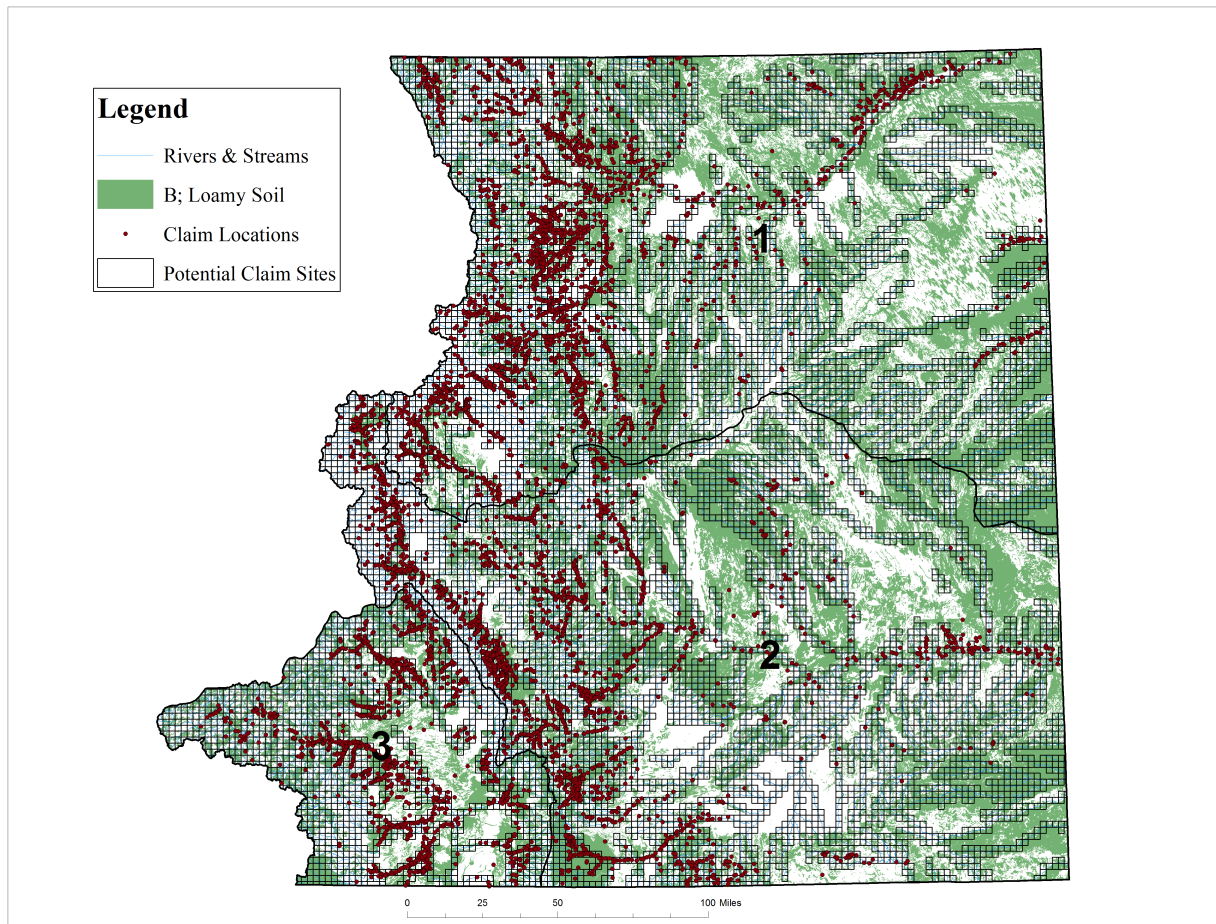 Legend
Rivers & Streams
B; Loamy Soil
Claim Locations
Potential Claim Sites
1
2
3
0 25 50 100 Miles